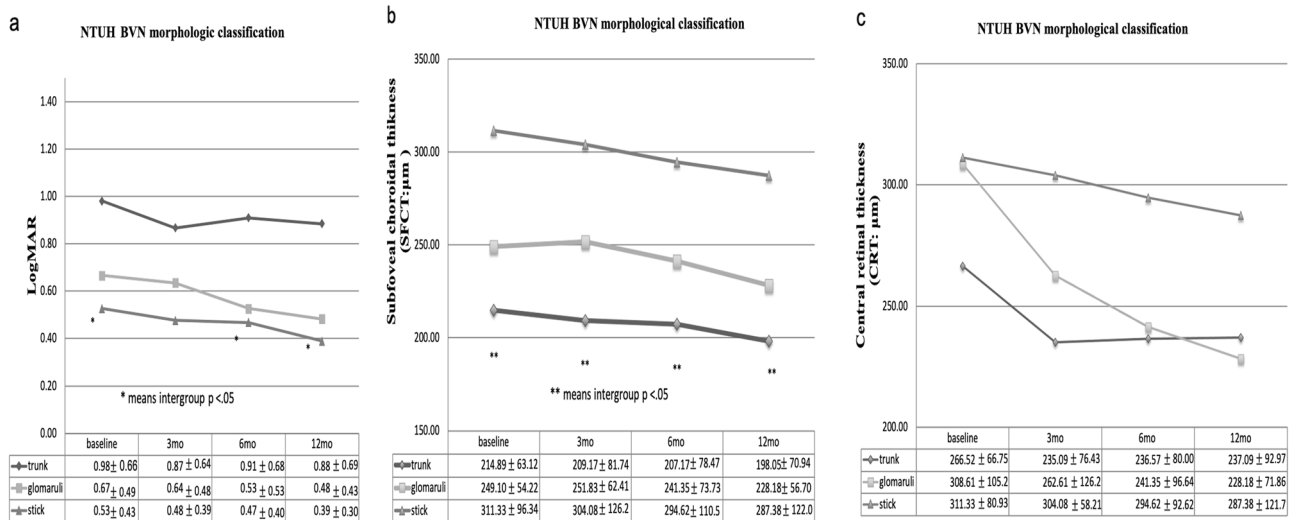 a
NTUH BVN morphologic classification
LogMAR
1.40
1.20
1.00
0.80
0.60
0.40
0.20
0.00
*
*
*
* means intergroup p <.05
baseline 3mo 6mo 12mo
trunk 0.98± 0.66 0.87 ± 0.64 0.91 ± 0.68 0.88 ± 0.69
glomaruli 0.67± 0.49 0.64 ± 0.48 0.53 ± 0.53 0.48 ± 0.43
stick 0.53± 0.43 0.48 ± 0.39 0.47 ± 0.40 0.39 ± 0.30
b
NTUH BVN morphological classification
Subfoveal choroidal thikness
(SFCT:µm)
350.00
300.00
250.00
200.00
150.00
**
**
**
**
** means intergroup p <.05
baseline 3mo 6mo 12mo
trunk 214.89 ± 63.12 209.17 ± 81.74 207.17 ± 78.47 198.05± 70.94
glomaruli 249.10 ± 54.22 251.83 ± 62.41 241.35 ± 73.73 228.18 ± 56.70
stick 311.33 ± 96.34 304.08 ± 126.2 294.62 ± 110.5 287.38 ± 122.0
c
NTUH BVN morphological classification
Central retinal thickness
(CRT: µm)
350.00
300.00
250.00
200.00
baseline 3mo 6mo 12mo
trunk 266.52 ± 66.75 235.09 ± 76.43 236.57 ± 80.00 237.09 ± 92.97
glomaruli 308.61 ± 105.2 262.61 ± 126.2 241.35 ± 96.64 228.18 ± 71.86
stick 311.33 ± 80.93 304.08 ± 58.21 294.62 ± 92.62 287.38 ± 121.7